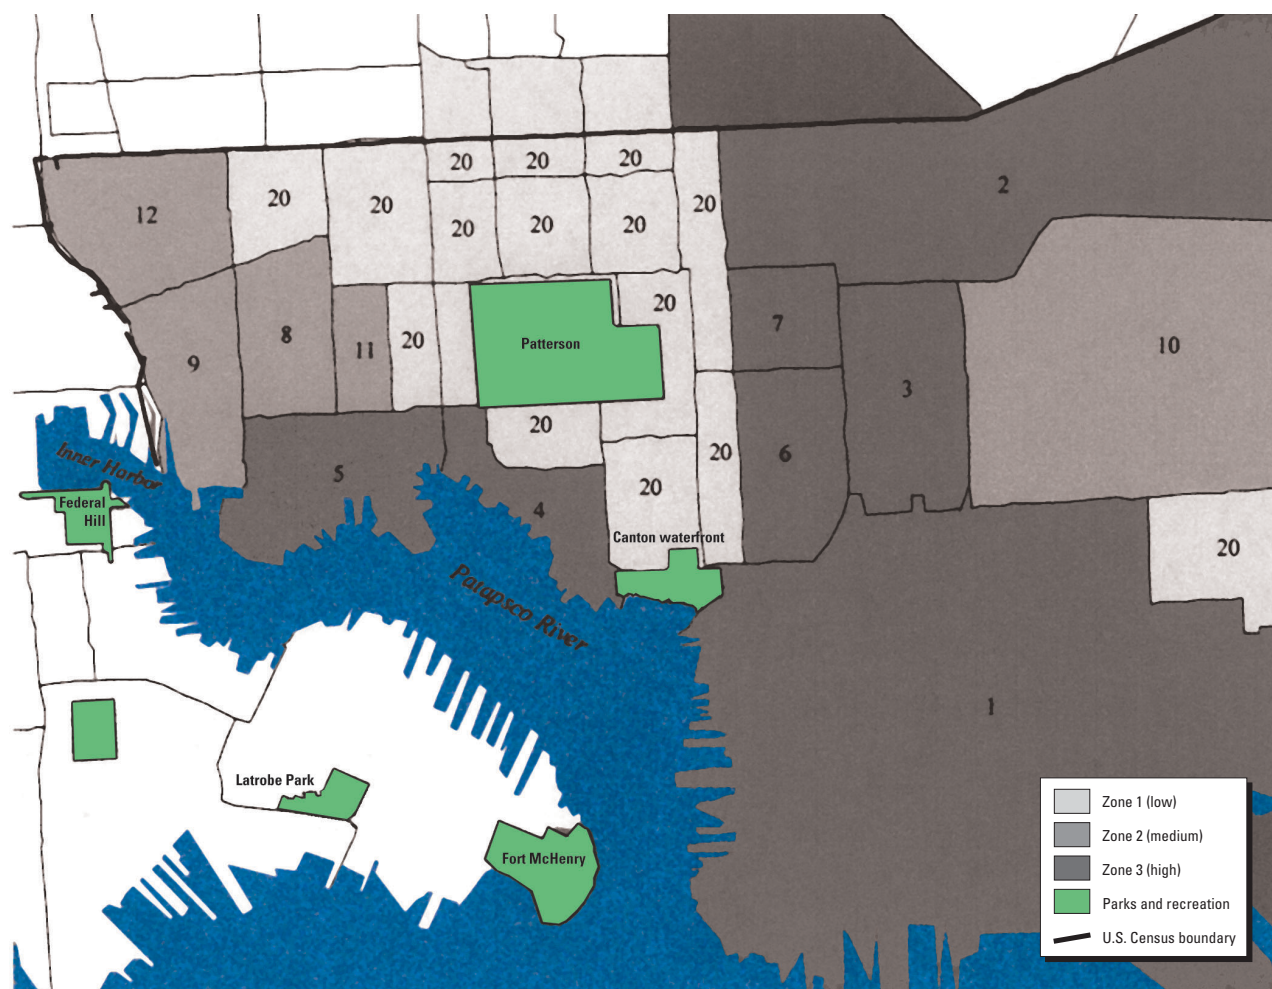 20
20
20
12
20
20
20
2
20
20
20
20
7
8
9
11
20
Patterson
10
3
20
20
6
5
20
4
Inner Harbor
Federal
Hill
Canton waterfront
20
Patapsco River
1
Latrobe Park
Fort McHenry
Zone 1 (low)
Zone 2 (medium)
Zone 3 (high)
Parks and recreation
U.S. Census boundary